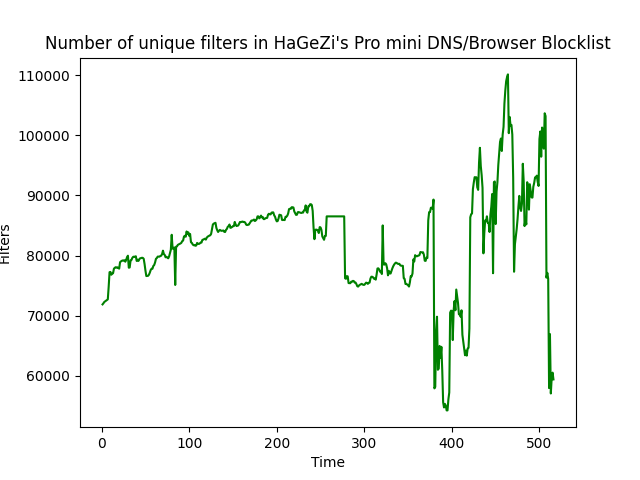 Number of unique filters in HaGeZi's Pro mini DNS/Browser Blocklist
110000
100000
90000
80000
70000
60000
Filters
0 100 200 300 400 500
Time